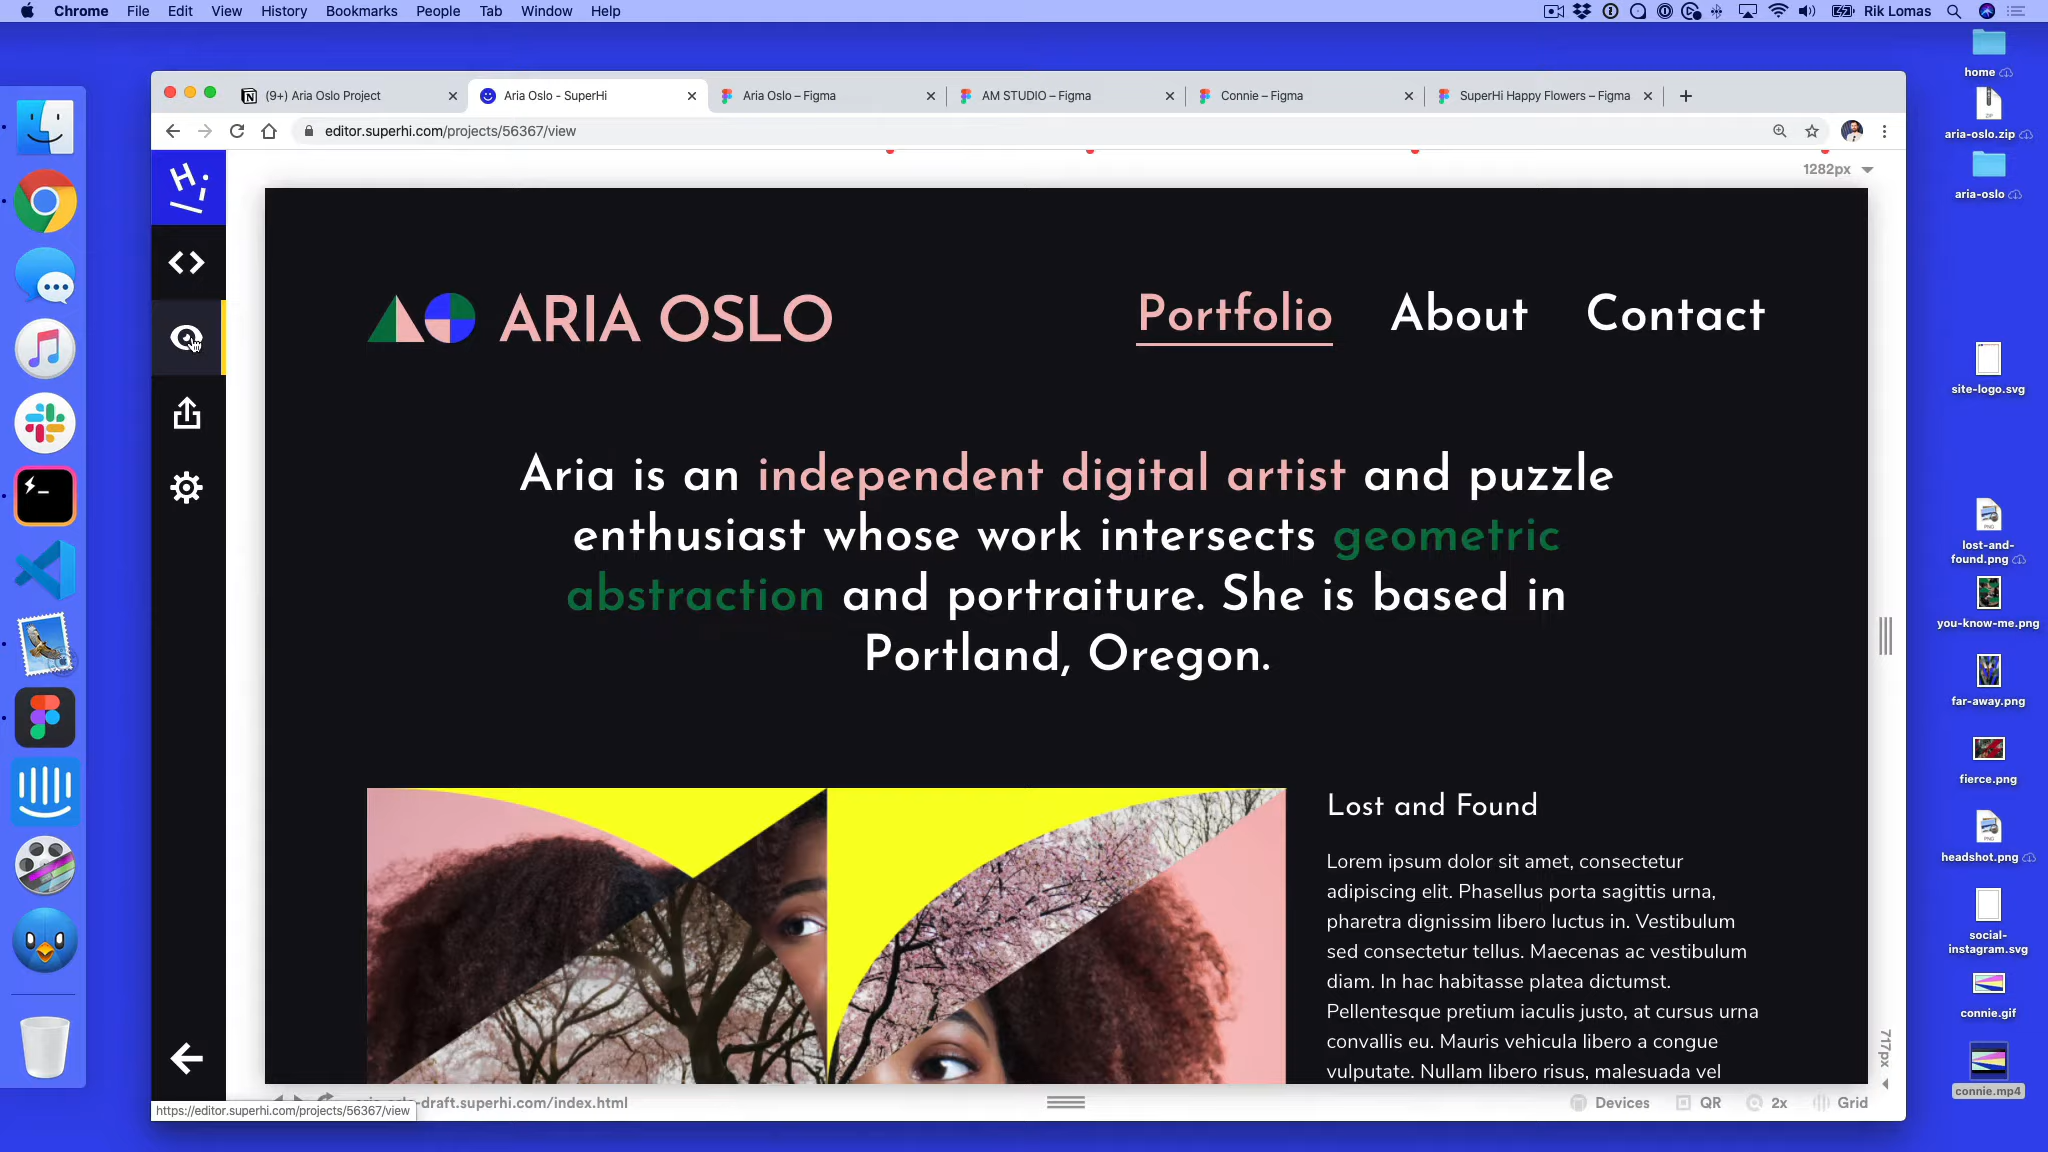 Chrome File Edit View History Bookmarks People Tab Window Help
Rik Lomas
(9+) Aria Oslo Project
Aria Oslo - SuperHi
Aria Oslo – Figma
AM STUDIO – Figma
Connie – Figma
SuperHi Happy Flowers – Figma
editor.superhi.com/projects/56367/view
1282px
ARIA OSLO
Portfolio About Contact
Aria is an independent digital artist and puzzle
enthusiast whose work intersects geometric
abstraction and portraiture. She is based in
Portland, Oregon.
Lost and Found
Lorem ipsum dolor sit amet, consectetur
adipiscing elit. Phasellus porta sagittis urna,
pharetra dignissim libero luctus in. Vestibulum
sed consectetur tellus. Maecenas ac vestibulum
diam. In hac habitasse platea dictumst.
Pellentesque pretium iaculis justo, at cursus urna
convallis eu. Mauris vehicula libero a congue
vulputate. Nullam libero risus, malesuada vel
717px
-draft.superhi.com/index.html
Devices QR 2x Grid
https://editor.superhi.com/projects/56367/view
home
aria-oslo.zip
aria-oslo
site-logo.svg
lost-and-
found.png
you-know-me.png
far-away.png
fierce.png
headshot.png
social-
instagram.svg
connie.gif
connie.mp4